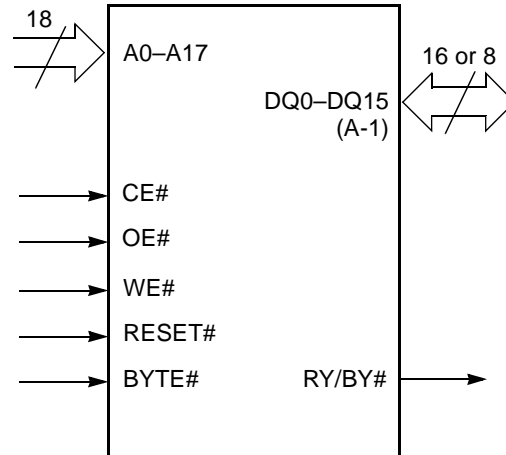 18
A0–A17
16 or 8
DQ0–DQ15
(A-1)
CE#
OE#
WE#
RESET#
BYTE#
RY/BY#